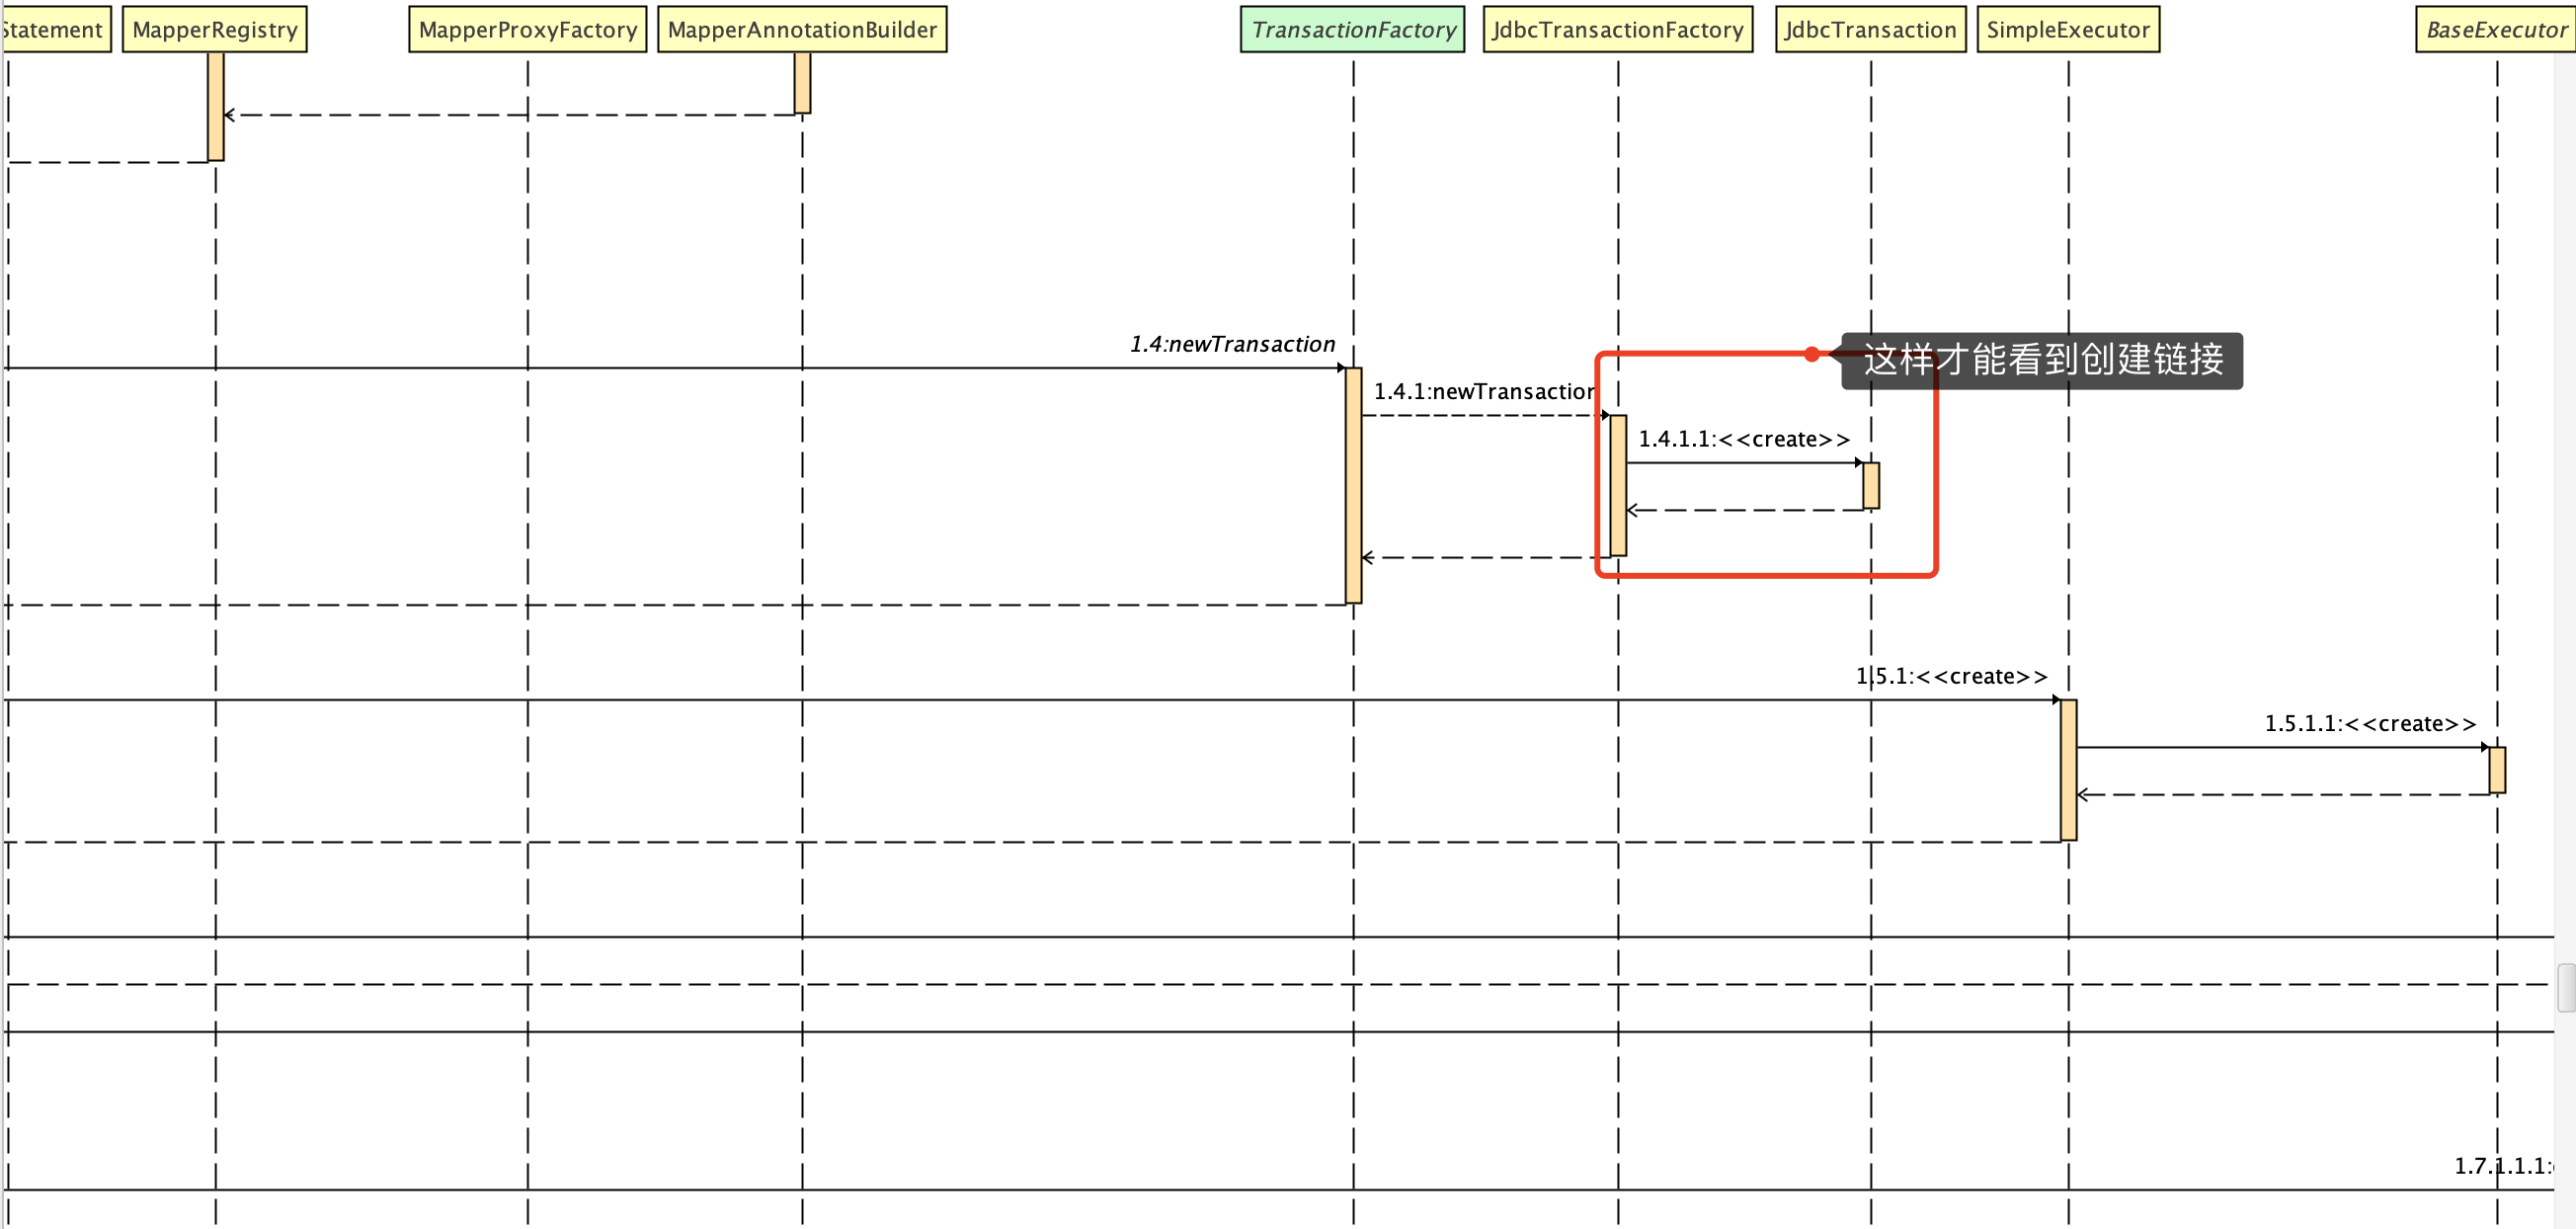 Statement
MapperRegistry
MapperProxyFactory
MapperAnnotationBuilder
TransactionFactory
JdbcTransactionFactory
JdbcTransaction
SimpleExecutor
BaseExecutor
1.4:newTransaction
这样才能看到创建链接
1.4.1:newTransaction
1.4.1.1:<<create>>
1.5.1:<<create>>
1.5.1.1:<<create>>
1.7.1.1.1: